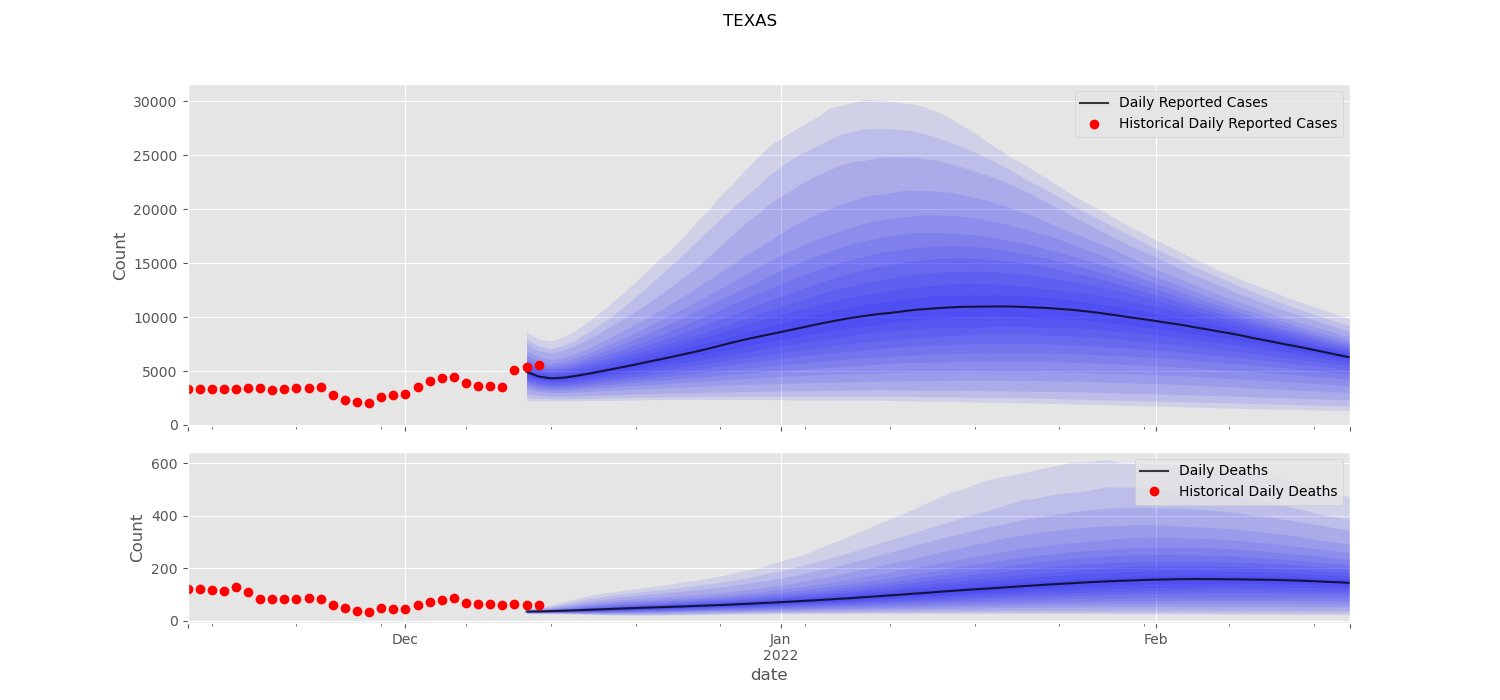 TEXAS
30000
25000
20000
15000
10000
5000
0
Count
Daily Reported Cases
Historical Daily Reported Cases
600
400
200
0
Count
Daily Deaths
Historical Daily Deaths
Dec
Jan
2022
Feb
date